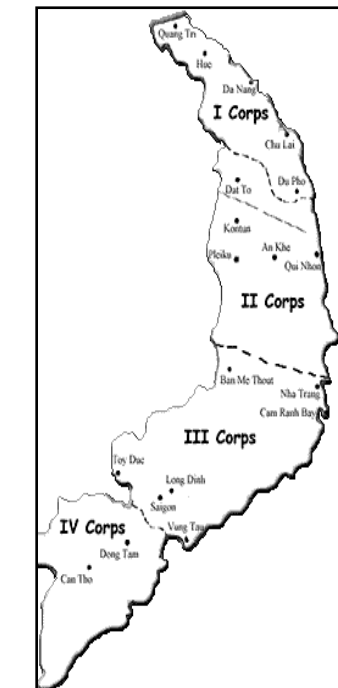 Quang Tri
Hue
Da Nang
I Corps
Chu Lai
Dat To
Du Pho
Kontun
An Khe
Pleiku
Qui Nhon
II Corps
Ban Me Thout
Nha Trang
Cam Ranh Bay
III Corps
Toy Duc
Long Dinh
Saigon
IV Corps
Vung Tau
Dong Tam
Can Tho